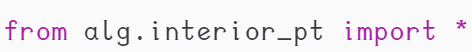 from alg.interior_pt import *